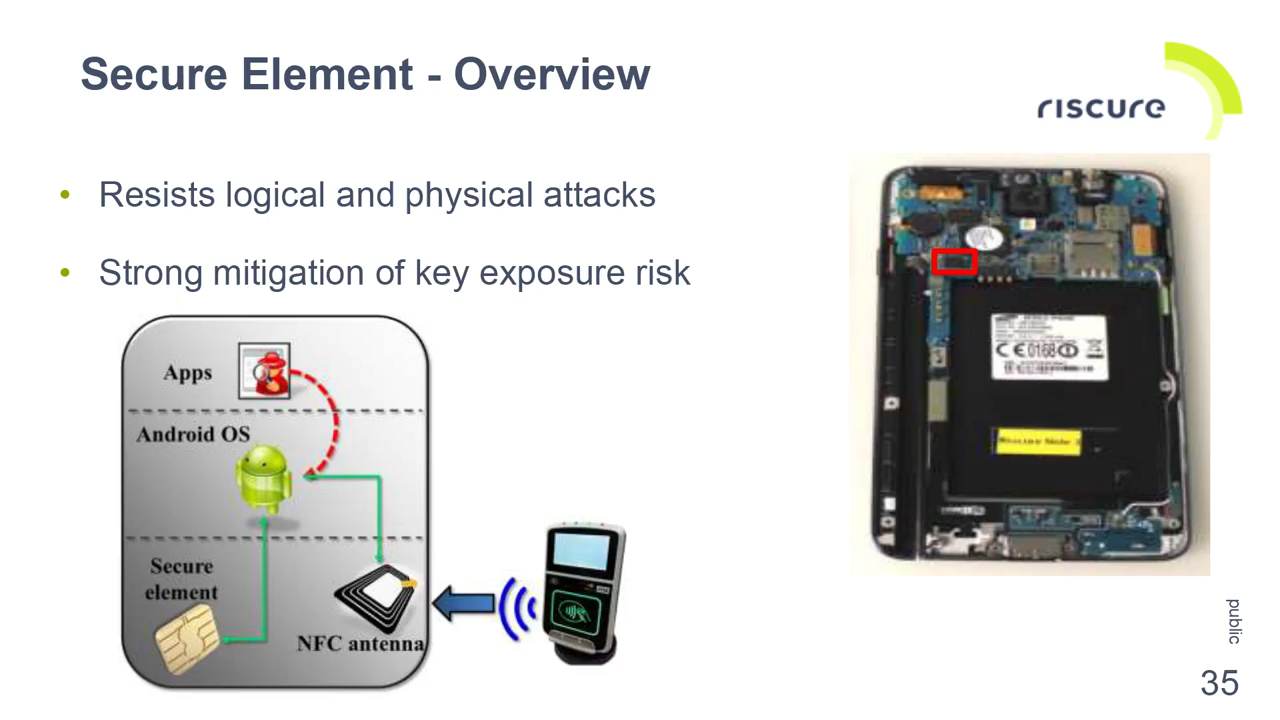 Secure Element - Overview
riscure
• Resists logical and physical attacks
• Strong mitigation of key exposure risk
Apps
Android OS
Secure
element
NFC antenna
CE0168
public
35